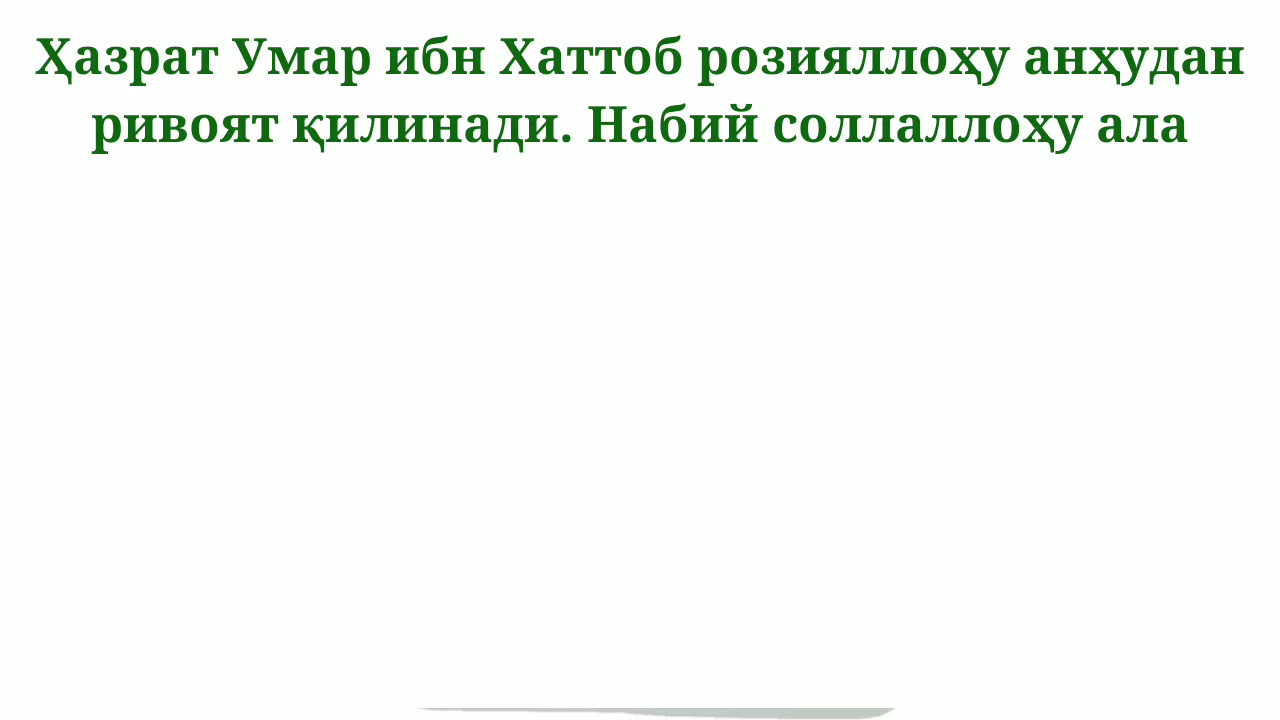 Ҳазрат Умар ибн Хаттоб розияллоҳу анҳудан
ривоят қилинади. Набий соллаллоҳу ала